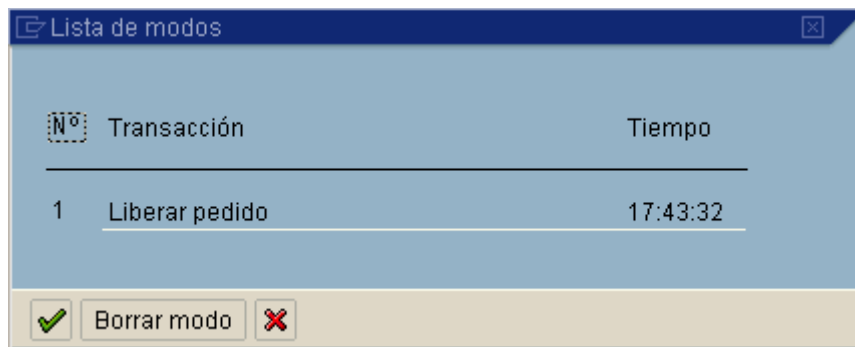 Lista de modos
Nº Transacción Tiempo
1 Liberar pedido 17:43:32
Borrar modo